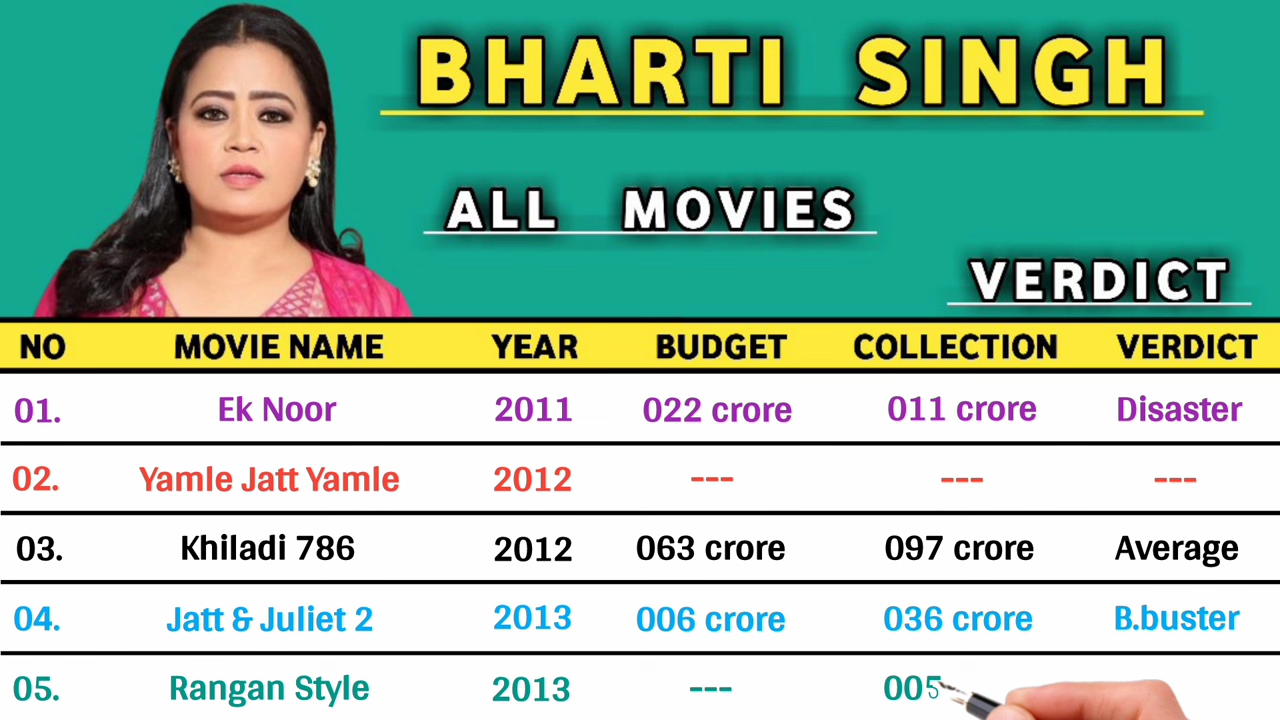 BHARTI SINGH
ALL MOVIES
VERDICT
NO MOVIE NAME YEAR BUDGET COLLECTION VERDICT
01. Ek Noor 2011 022 crore 011 crore Disaster
02. Yamle Jatt Yamle 2012 --- --- ---
03. Khiladi 786 2012 063 crore 097 crore Average
04. Jatt & Juliet 2 2013 006 crore 036 crore B.buster
05. Rangan Style 2013 --- 005